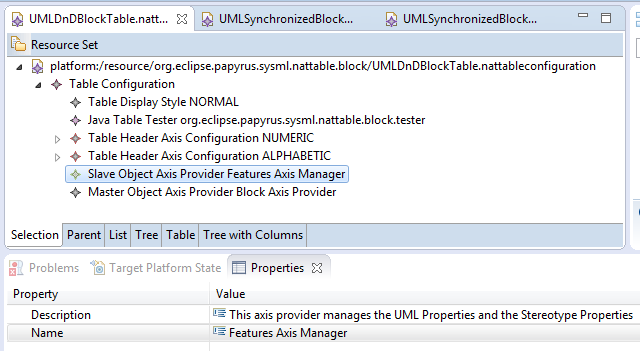 UMLDnDBlockTable.natt... UMLSynchronizedBlock... UMLSynchronizedBlock...
Resource Set
platform:/resource/org.eclipse.papyrus.sysml.nattable.block/UMLDnDBlockTable.nattableconfiguration
Table Configuration
Table Display Style NORMAL
Java Table Tester org.eclipse.papyrus.sysml.nattable.block.tester
Table Header Axis Configuration NUMERIC
Table Header Axis Configuration ALPHABETIC
Slave Object Axis Provider Features Axis Manager
Master Object Axis Provider Block Axis Provider
Selection Parent List Tree Table Tree with Columns
Problems Target Platform State Properties
Property Value
Description This axis provider manages the UML Properties and the Stereotype Properties
Name Features Axis Manager